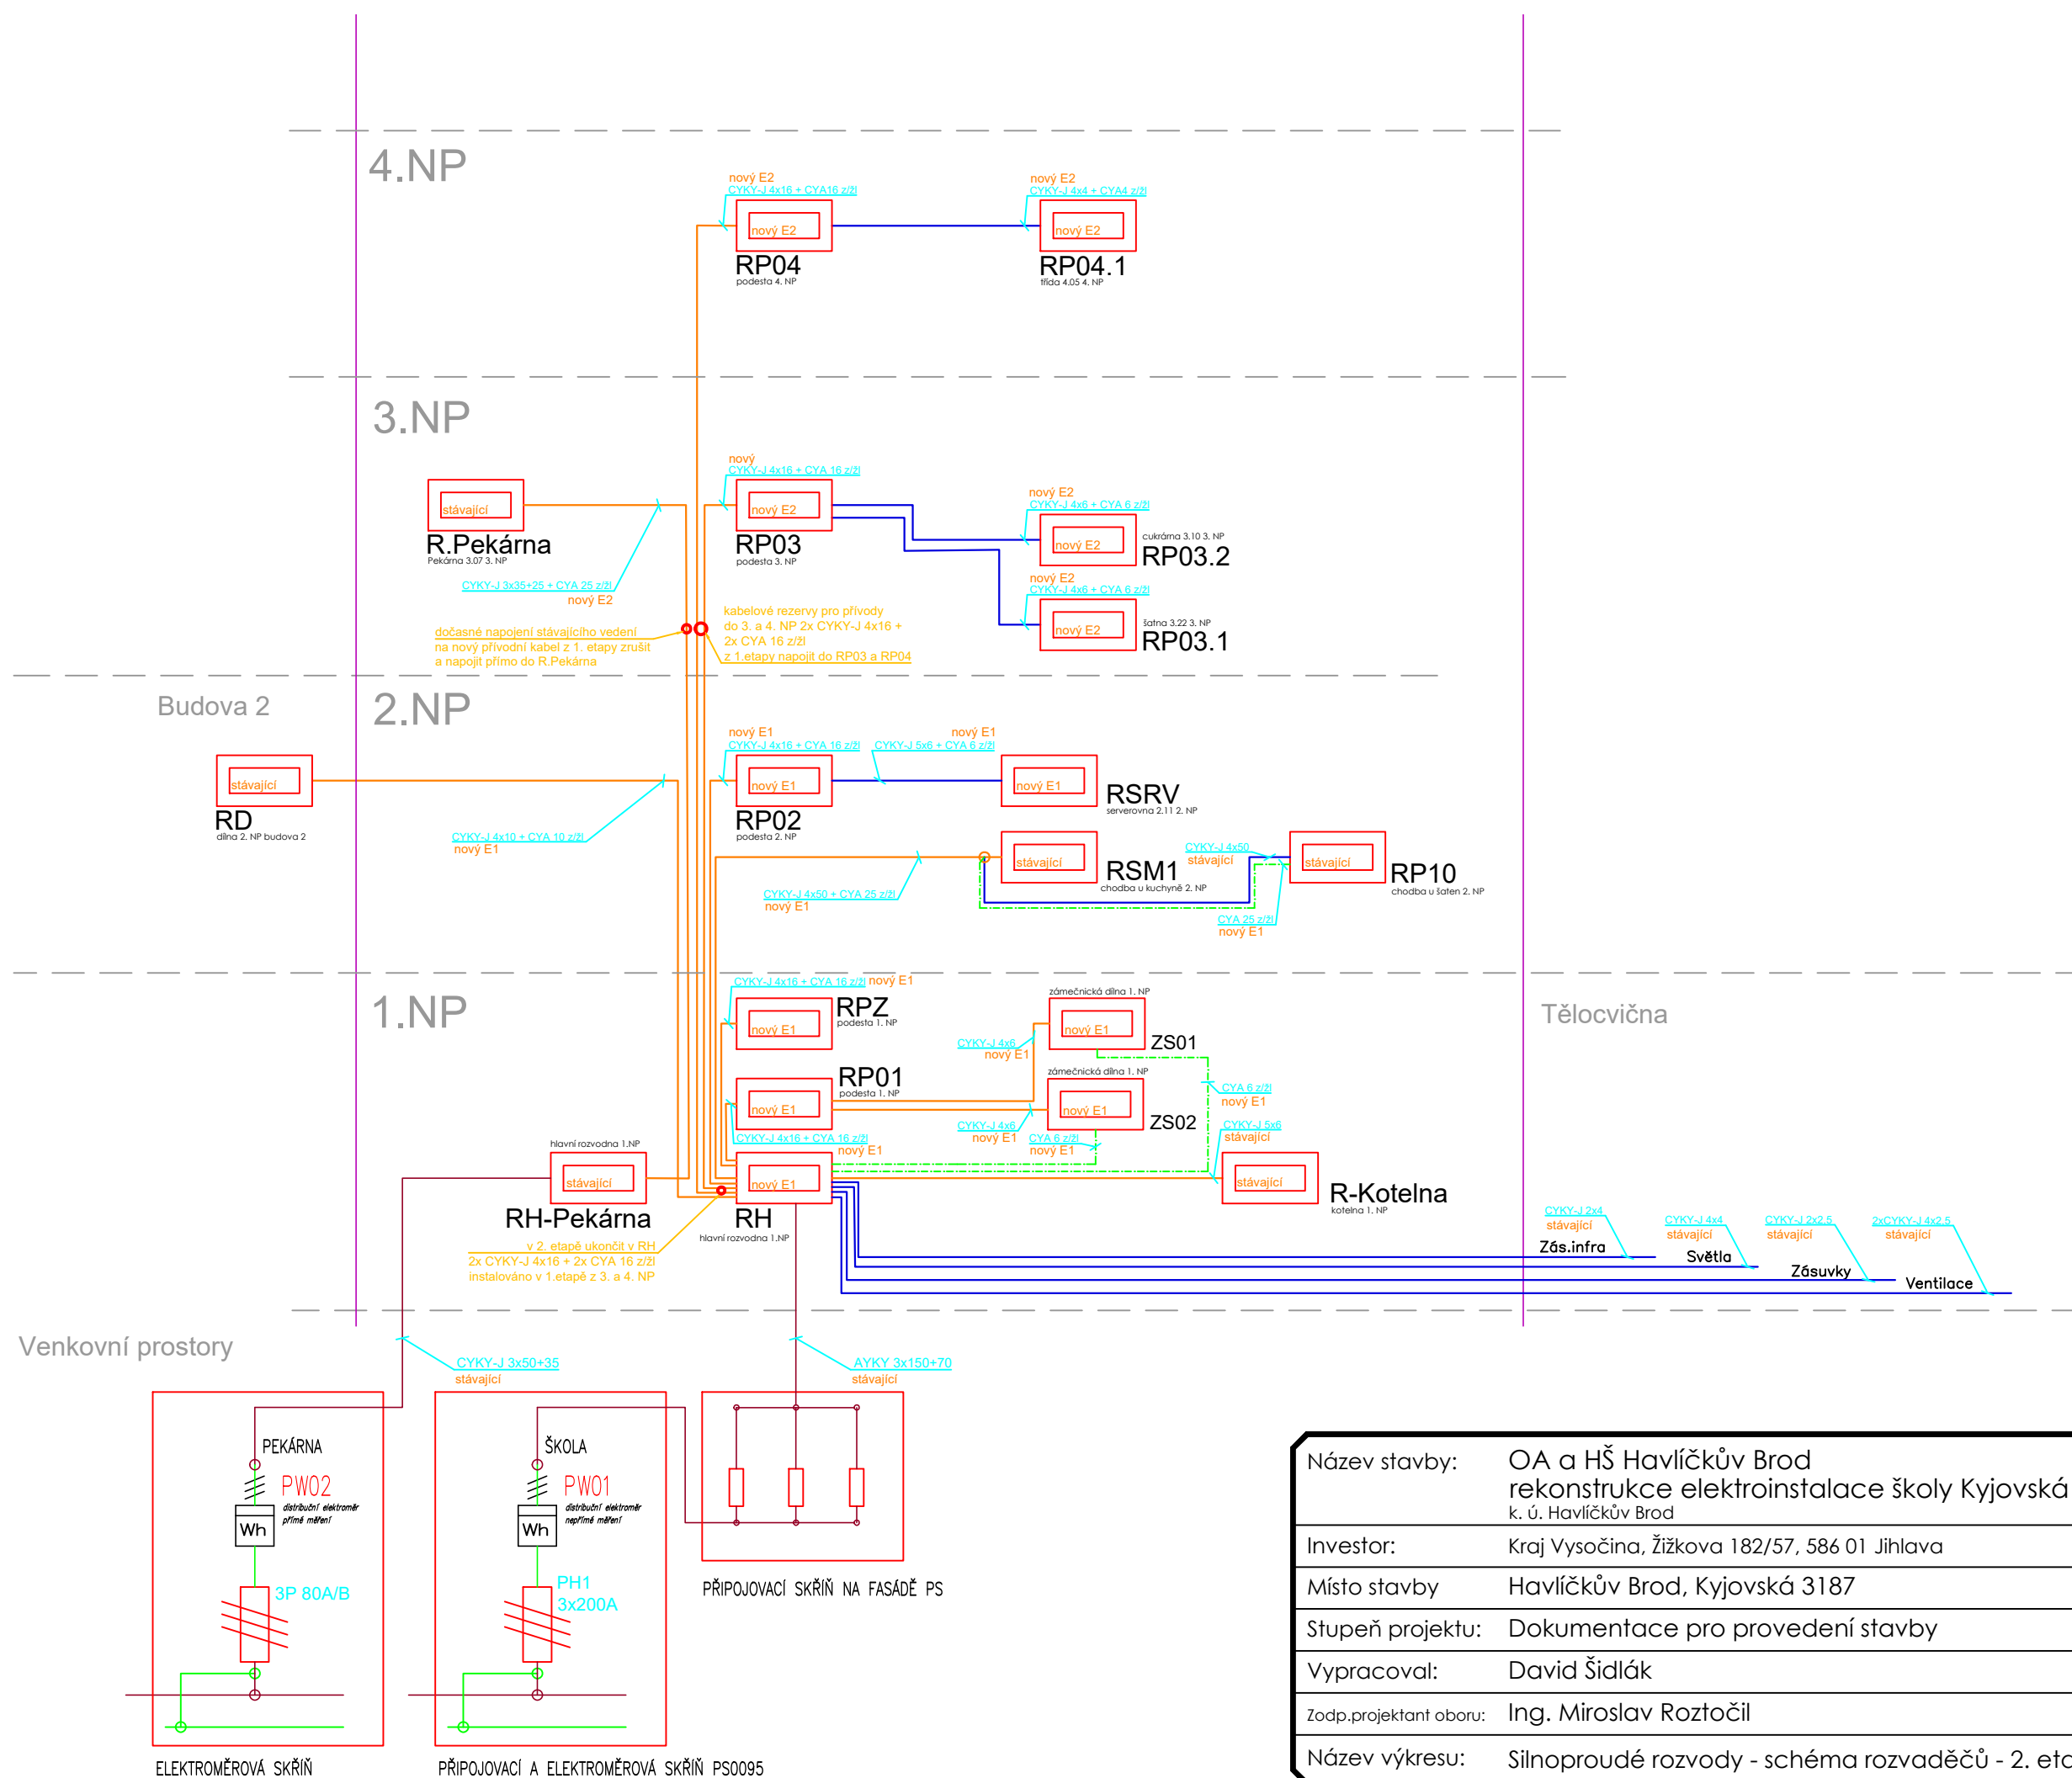 4.NP
nový E2
CYKY-J 4x16 + CYA16 z/žl
nový E2
RP04
podesta 4. NP
nový E2
CYKY-J 4x4 + CYA4 z/žl
nový E2
RP04.1
třída 4.05 4. NP
3.NP
stávající
R.Pekárna
Pekárna 3.07 3. NP
CYKY-J 3x35+25 + CYA 25 z/žl
nový E2
nový
CYKY-J 4x16 + CYA 16 z/žl
nový E2
RP03
podesta 3. NP
nový E2
CYKY-J 4x6 + CYA 6 z/žl
nový E2
cukrárna 3.10 3. NP
RP03.2
nový E2
CYKY-J 4x6 + CYA 6 z/žl
nový E2
šatna 3.22 3. NP
RP03.1
dočasné napojení stávajícího vedení
na nový přívodní kabel z 1. etapy zrušit
a napojit přímo do R.Pekárna
kabelové rezervy pro přívody
do 3. a 4. NP 2x CYKY-J 4x16 +
2x CYA 16 z/žl
z 1.etapy napojit do RP03 a RP04
Budova 2
2.NP
stávající
RD
dílna 2. NP budova 2
CYKY-J 4x10 + CYA 10 z/žl
nový E1
nový E1
CYKY-J 4x16 + CYA 16 z/žl
nový E1
RP02
podesta 2. NP
nový E1
CYKY-J 5x6 + CYA 6 z/žl
nový E1
RSRV
serverovna 2.11 2. NP
stávající
RSM1
chodba u kuchyně 2. NP
CYKY-J 4x50 + CYA 25 z/žl
nový E1
CYKY-J 4x50
stávající
stávající
RP10
chodba u šaten 2. NP
CYA 25 z/žl
nový E1
1.NP
CYKY-J 4x16 + CYA 16 z/žl nový E1
nový E1
RPZ
podesta 1. NP
zámečnická dílna 1. NP
nový E1
ZS01
CYKY-J 4x6
nový E1
Tělocvična
nový E1
RP01
podesta 1. NP
zámečnická dílna 1. NP
nový E1
ZS02
CYA 6 z/žl
nový E1
CYKY-J 4x16 + CYA 16 z/žl
nový E1
CYKY-J 4x6
nový E1
CYA 6 z/žl
nový E1
CYKY-J 5x6
stávající
hlavní rozvodna 1.NP
stávající
RH-Pekárna
nový E1
RH
hlavní rozvodna 1.NP
stávající
R-Kotelna
kotelna 1. NP
v 2. etapě ukončit v RH
2x CYKY-J 4x16 + 2x CYA 16 z/žl
instalováno v 1.etapě z 3. a 4. NP
CYKY-J 2x4
stávající
Zás.infra
CYKY-J 4x4
stávající
Světla
CYKY-J 2x2,5
stávající
Zásuvky
2xCYKY-J 4x2,5
stávající
Ventilace
Venkovní prostory
CYKY-J 3x50+35
stávající
AYKY 3x150+70
stávající
PEKÁRNA
PW02
distribuční elektroměr
přímé měření
Wh
3P 80A/B
ELEKTROMĚROVÁ SKŘÍŇ
ŠKOLA
PW01
distribuční elektroměr
nepřímé měření
Wh
PH1
3x200A
PŘIPOJOVACÍ A ELEKTROMĚROVÁ SKŘÍŇ PS0095
PŘIPOJOVACÍ SKŘÍŇ NA FASÁDĚ PS
Název stavby: OA a HŠ Havlíčkův Brod
rekonstrukce elektroinstalace školy Kyjovská
k. ú. Havlíčkův Brod
Investor: Kraj Vysočina, Žižkova 182/57, 586 01 Jihlava
Místo stavby Havlíčkův Brod, Kyjovská 3187
Stupeň projektu: Dokumentace pro provedení stavby
Vypracoval: David Šidlák
Zodp.projektant oboru: Ing. Miroslav Roztočil
Název výkresu: Silnoproudé rozvody - schéma rozvaděčů - 2. eta